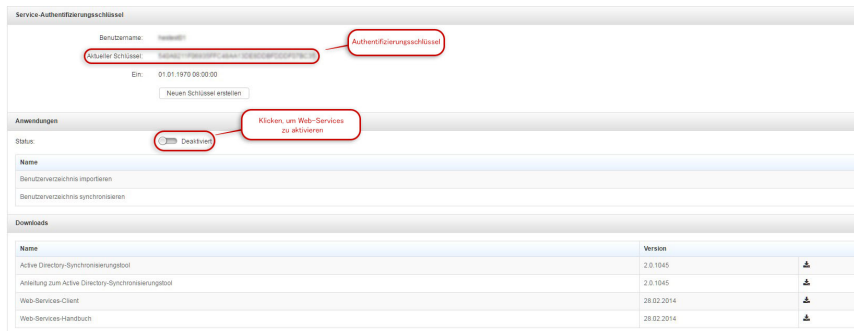 Service-Authentifizierungsschlüssel
Benutzername:
Authentifizierungsschlüssel
Aktueller Schlüssel:
Ein: 01.01.1970 08:00:00
Neuen Schlüssel erstellen
Anwendungen
Klicken, um Web-Services
zu aktivieren
Status: Deaktiviert
Name
Benutzerverzeichnis importieren
Benutzerverzeichnis synchronisieren
Downloads
Name Version
Active Directory-Synchronisierungstool 2.0.1045
Anleitung zum Active Directory-Synchronisierungstool 2.0.1045
Web-Services-Client 28.02.2014
Web-Services-Handbuch 28.02.2014